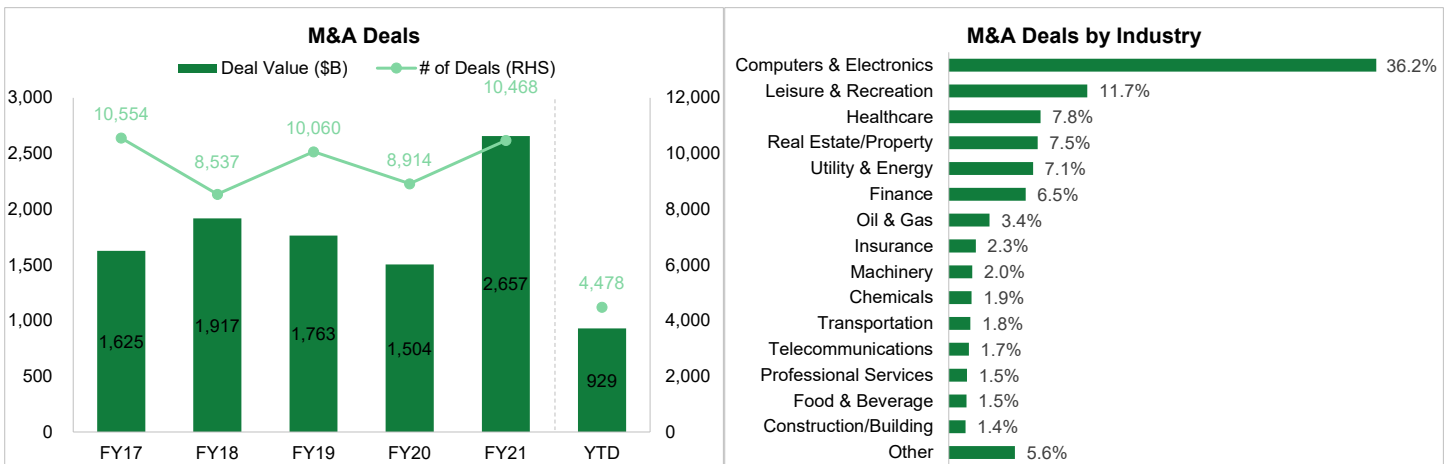 M&A Deals
Deal Value ($B) # of Deals (RHS)
3,000
2,500
2,000
1,500
1,000
500
0
12,000
10,000
8,000
6,000
4,000
2,000
0
10,554
8,537
10,060
8,914
10,468
4,478
1,625
1,917
1,763
1,504
2,657
929
FY17 FY18 FY19 FY20 FY21 YTD
M&A Deals by Industry
Computers & Electronics 36.2%
Leisure & Recreation 11.7%
Healthcare 7.8%
Real Estate/Property 7.5%
Utility & Energy 7.1%
Finance 6.5%
Oil & Gas 3.4%
Insurance 2.3%
Machinery 2.0%
Chemicals 1.9%
Transportation 1.8%
Telecommunications 1.7%
Professional Services 1.5%
Food & Beverage 1.5%
Construction/Building 1.4%
Other 5.6%